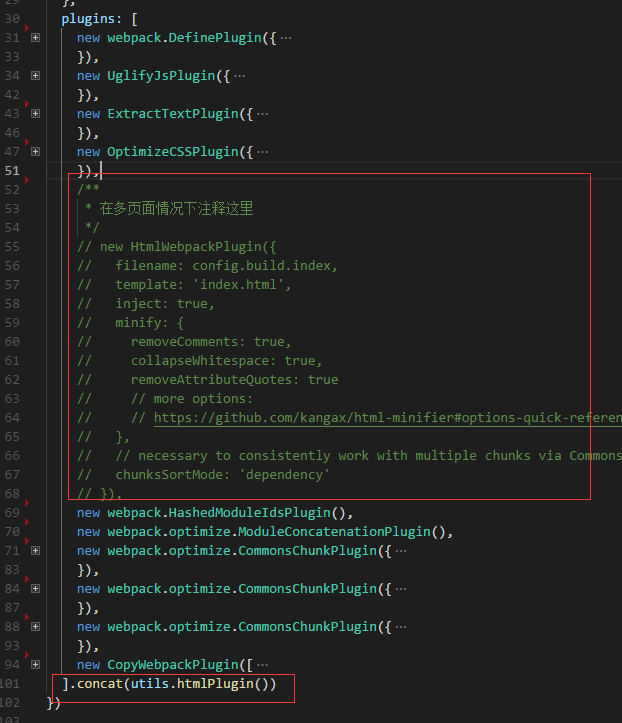 29 },
30 plugins: [
31 new webpack.DefinePlugin({ ···
33 }),
34 new UglifyJsPlugin({ ···
42 }),
43 new ExtractTextPlugin({ ···
46 }),
47 new OptimizeCSSPlugin({ ···
51 }),
52 /**
53 * 在多页面情况下注释这里
54 */
55 // new HtmlWebpackPlugin({
56 // filename: config.build.index,
57 // template: 'index.html',
58 // inject: true,
59 // minify: {
60 // removeComments: true,
61 // collapseWhitespace: true,
62 // removeAttributeQuotes: true
63 // // more options:
64 // // https://github.com/kangax/html-minifier#options-quick-referen
65 // },
66 // // necessary to consistently work with multiple chunks via Commons
67 // chunksSortMode: 'dependency'
68 // }),
69 new webpack.HashedModuleIdsPlugin(),
70 new webpack.optimize.ModuleConcatenationPlugin(),
71 new webpack.optimize.CommonsChunkPlugin({ ···
83 }),
84 new webpack.optimize.CommonsChunkPlugin({ ···
87 }),
88 new webpack.optimize.CommonsChunkPlugin({ ···
93 }),
94 new CopyWebpackPlugin([ ···
101 ].concat(utils.htmlPlugin())
102 })
103